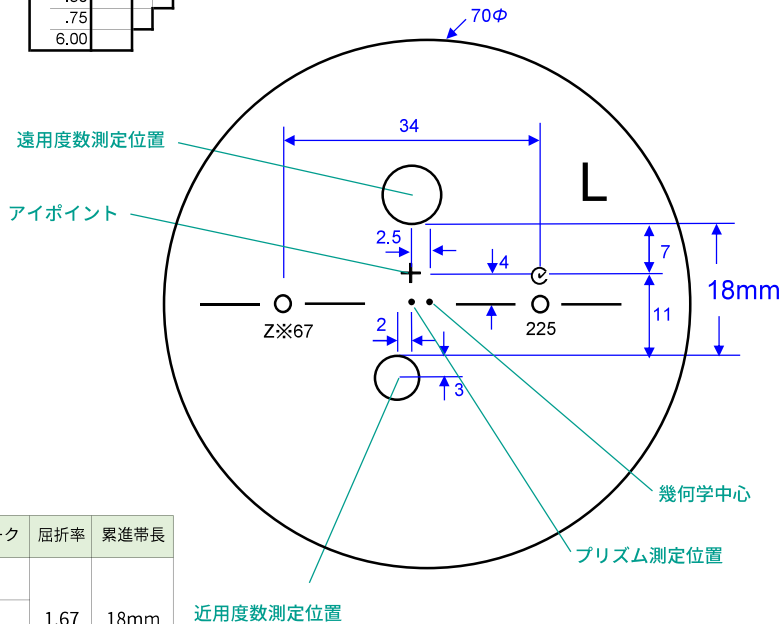 .75
6.00
70Φ
遠用度数測定位置
34
L
アイポイント
2.5
4
7
18mm
11
Z※67
225
2
3
幾何学中心
プリズム測定位置
近用度数測定位置
ーク 屈折率 累進帯長
1.67 18mm